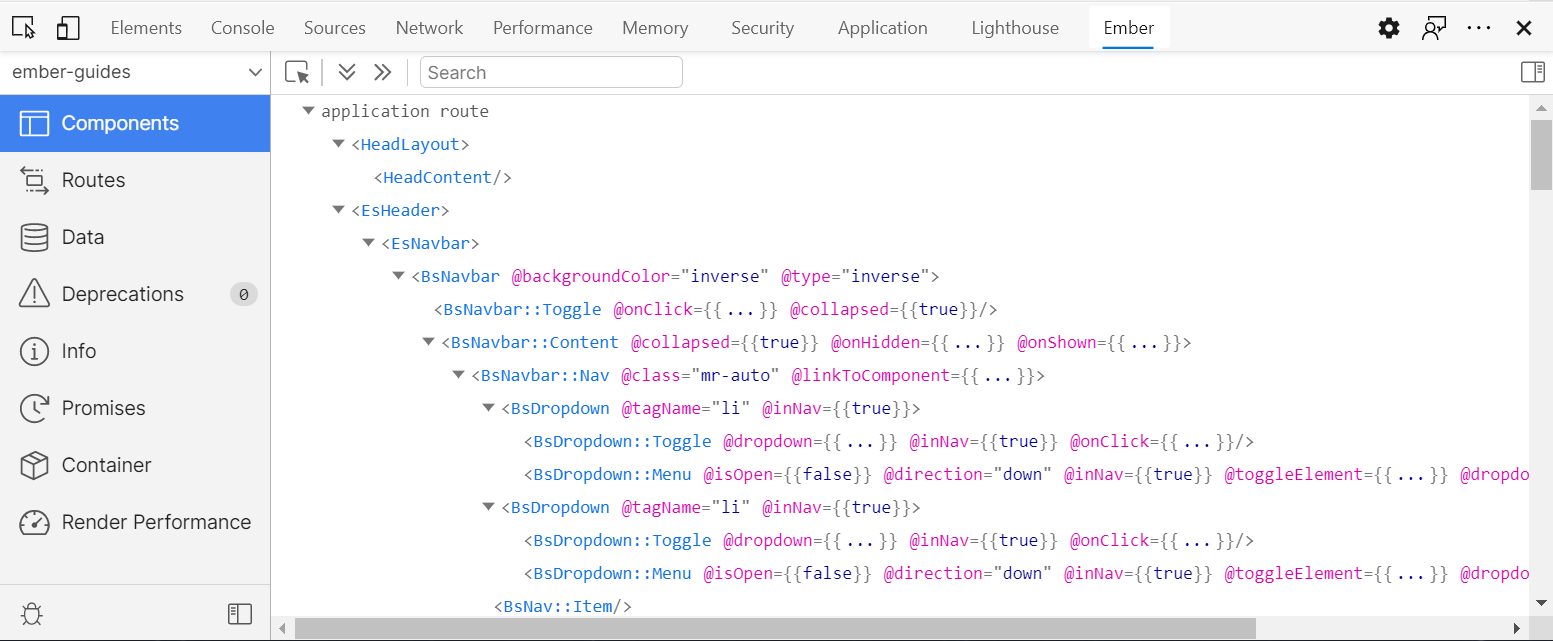 Elements Console Sources Network Performance Memory Security Application Lighthouse Ember
ember-guides
Search
Components
Routes
Data
Deprecations 0
Info
Promises
Container
Render Performance
application route
<HeadLayout>
<HeadContent/>
<EsHeader>
<EsNavbar>
<BsNavbar @backgroundColor="inverse" @type="inverse">
<BsNavbar::Toggle @onClick={{...}} @collapsed={{true}}/>
<BsNavbar::Content @collapsed={{true}} @onHidden={{...}} @onShown={{...}}>
<BsNavbar::Nav @class="mr-auto" @linkToComponent={{...}}>
<BsDropdown @tagName="li" @inNav={{true}}>
<BsDropdown::Toggle @dropdown={{...}} @inNav={{true}} @onClick={{...}}/>
<BsDropdown::Menu @isOpen={{false}} @direction="down" @inNav={{true}} @toggleElement={{...}} @dropdo
<BsDropdown @tagName="li" @inNav={{true}}>
<BsDropdown::Toggle @dropdown={{...}} @inNav={{true}} @onClick={{...}}/>
<BsDropdown::Menu @isOpen={{false}} @direction="down" @inNav={{true}} @toggleElement={{...}} @dropdo
<BsNav::Item/>